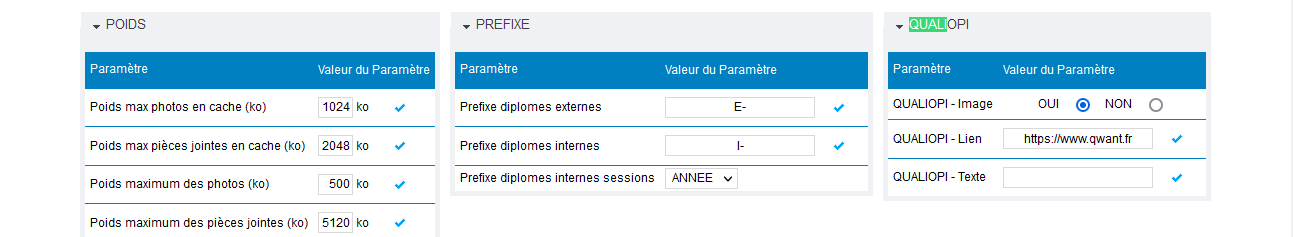 POIDS
Paramètre Valeur du Paramètre
Poids max photos en cache (ko) 1024 ko
Poids max pièces jointes en cache (ko) 2048 ko
Poids maximum des photos (ko) 500 ko
Poids maximum des pièces jointes (ko) 5120 ko
PREFIXE
Paramètre Valeur du Paramètre
Prefixe diplomes externes E-
Prefixe diplomes internes I-
Prefixe diplomes internes sessions ANNEE
QUALIOPI
Paramètre Valeur du Paramètre
QUALIOPI - Image OUI NON
QUALIOPI - Lien https://www.qwant.fr
QUALIOPI - Texte